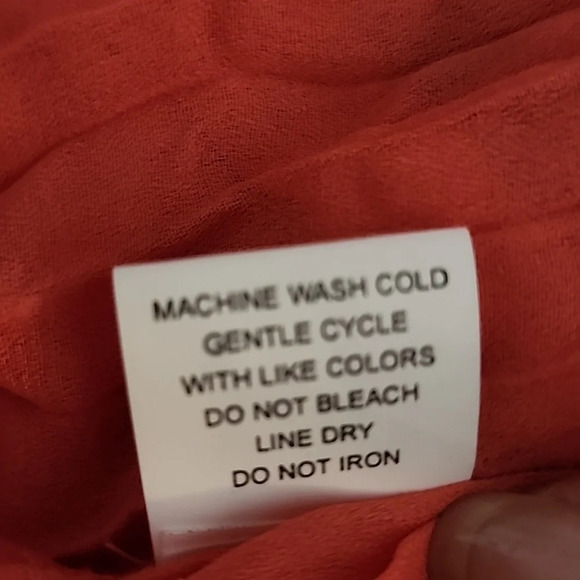 MACHINE WASH COLD
GENTLE CYCLE
WITH LIKE COLORS
DO NOT BLEACH
LINE DRY
DO NOT IRON